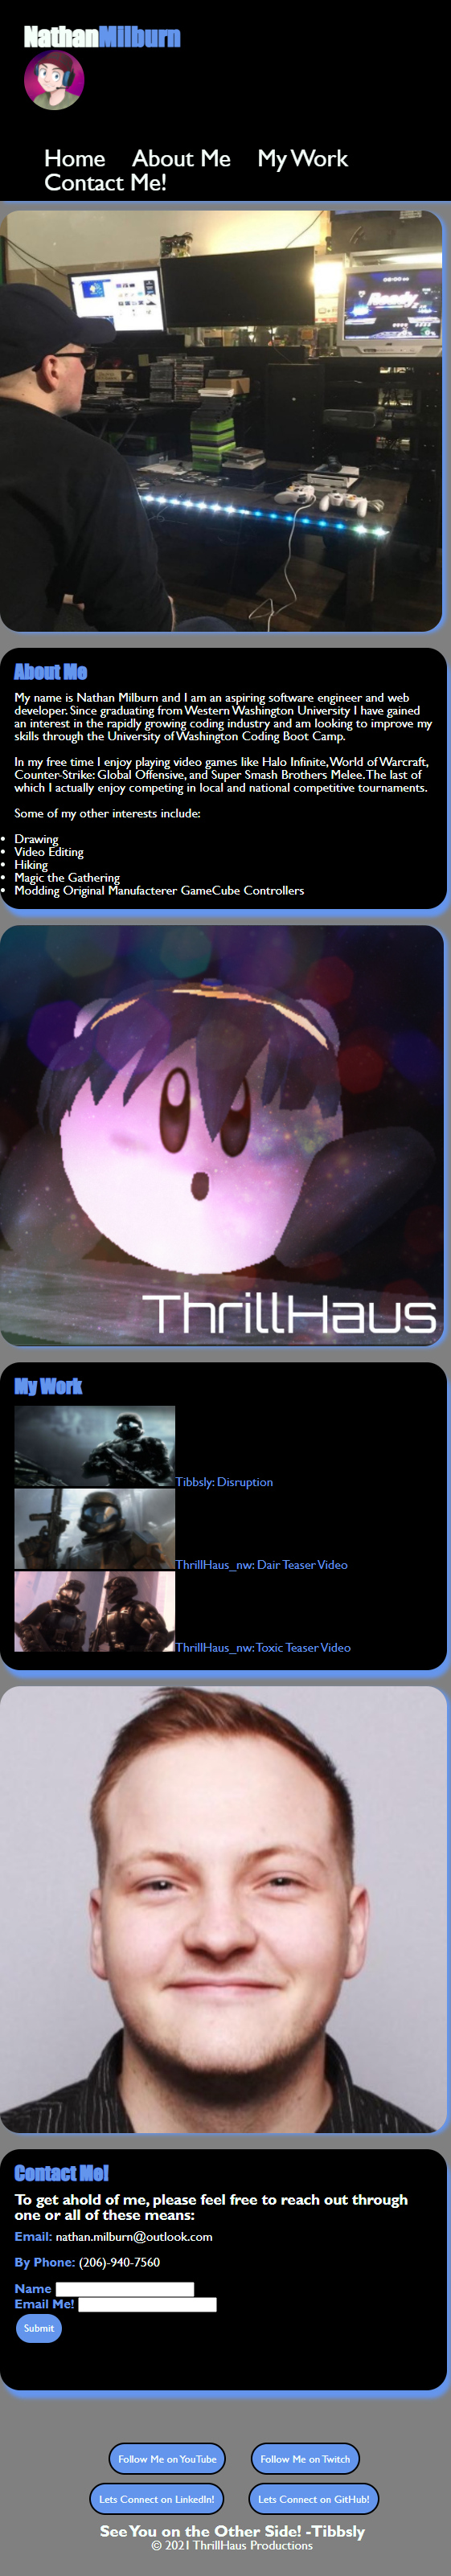 NathanMilburn
Home About Me My Work
Contact Me!
Ready
About Me
My name is Nathan Milburn and I am an aspiring software engineer and web
developer. Since graduating from Western Washington University I have gained
an interest in the rapidly growing coding industry and am looking to improve my
skills through the University of Washington Coding Boot Camp.
In my free time I enjoy playing video games like Halo Infinite, World of Warcraft,
Counter-Strike: Global Offensive, and Super Smash Brothers Melee. The last of
which I actually enjoy competing in local and national competitive tournaments.
Some of my other interests include:
• Drawing
• Video Editing
• Hiking
• Magic the Gathering
• Modding Original Manufacterer GameCube Controllers
ThrillHaus
My Work
Tibbsly: Disruption
ThrillHaus_nw: Dair Teaser Video
ThrillHaus_nw: Toxic Teaser Video
Contact Me!
To get ahold of me, please feel free to reach out through
one or all of these means:
Email: nathan.milburn@outlook.com
By Phone: (206)-940-7560
Name
Email Me!
Submit
Follow Me on YouTube Follow Me on Twitch
Lets Connect on LinkedIn! Lets Connect on GitHub!
See You on the Other Side! -Tibbsly
© 2021 ThrillHaus Productions